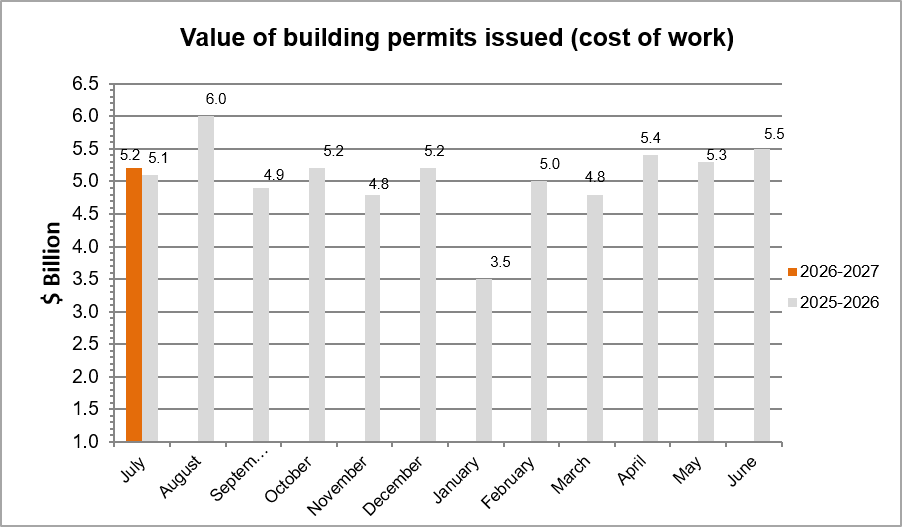 Value of building permits issued (cost of work)
6.5
6.0
5.5
5.0
4.5
4.0
3.5
3.0
2.5
2.0
1.5
1.0
$ Billion
5.2
5.1
6.0
4.9
5.2
4.8
5.2
3.5
5.0
4.8
5.4
5.3
5.5
July
August
Septem...
October
November
December
January
February
March
April
May
June
2026-2027
2025-2026